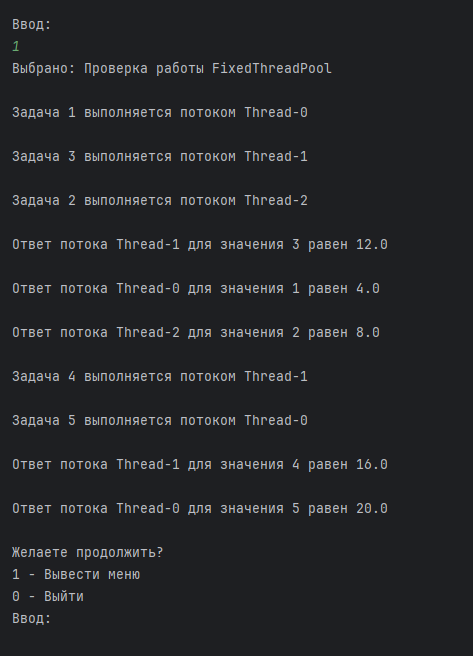 Ввод:
1
Выбрано: Проверка работы FixedThreadPool
Задача 1 выполняется потоком Thread-0
Задача 3 выполняется потоком Thread-1
Задача 2 выполняется потоком Thread-2
Ответ потока Thread-1 для значения 3 равен 12.0
Ответ потока Thread-0 для значения 1 равен 4.0
Ответ потока Thread-2 для значения 2 равен 8.0
Задача 4 выполняется потоком Thread-1
Задача 5 выполняется потоком Thread-0
Ответ потока Thread-1 для значения 4 равен 16.0
Ответ потока Thread-0 для значения 5 равен 20.0
Желаете продолжить?
1 - Вывести меню
0 - Выйти
Ввод: